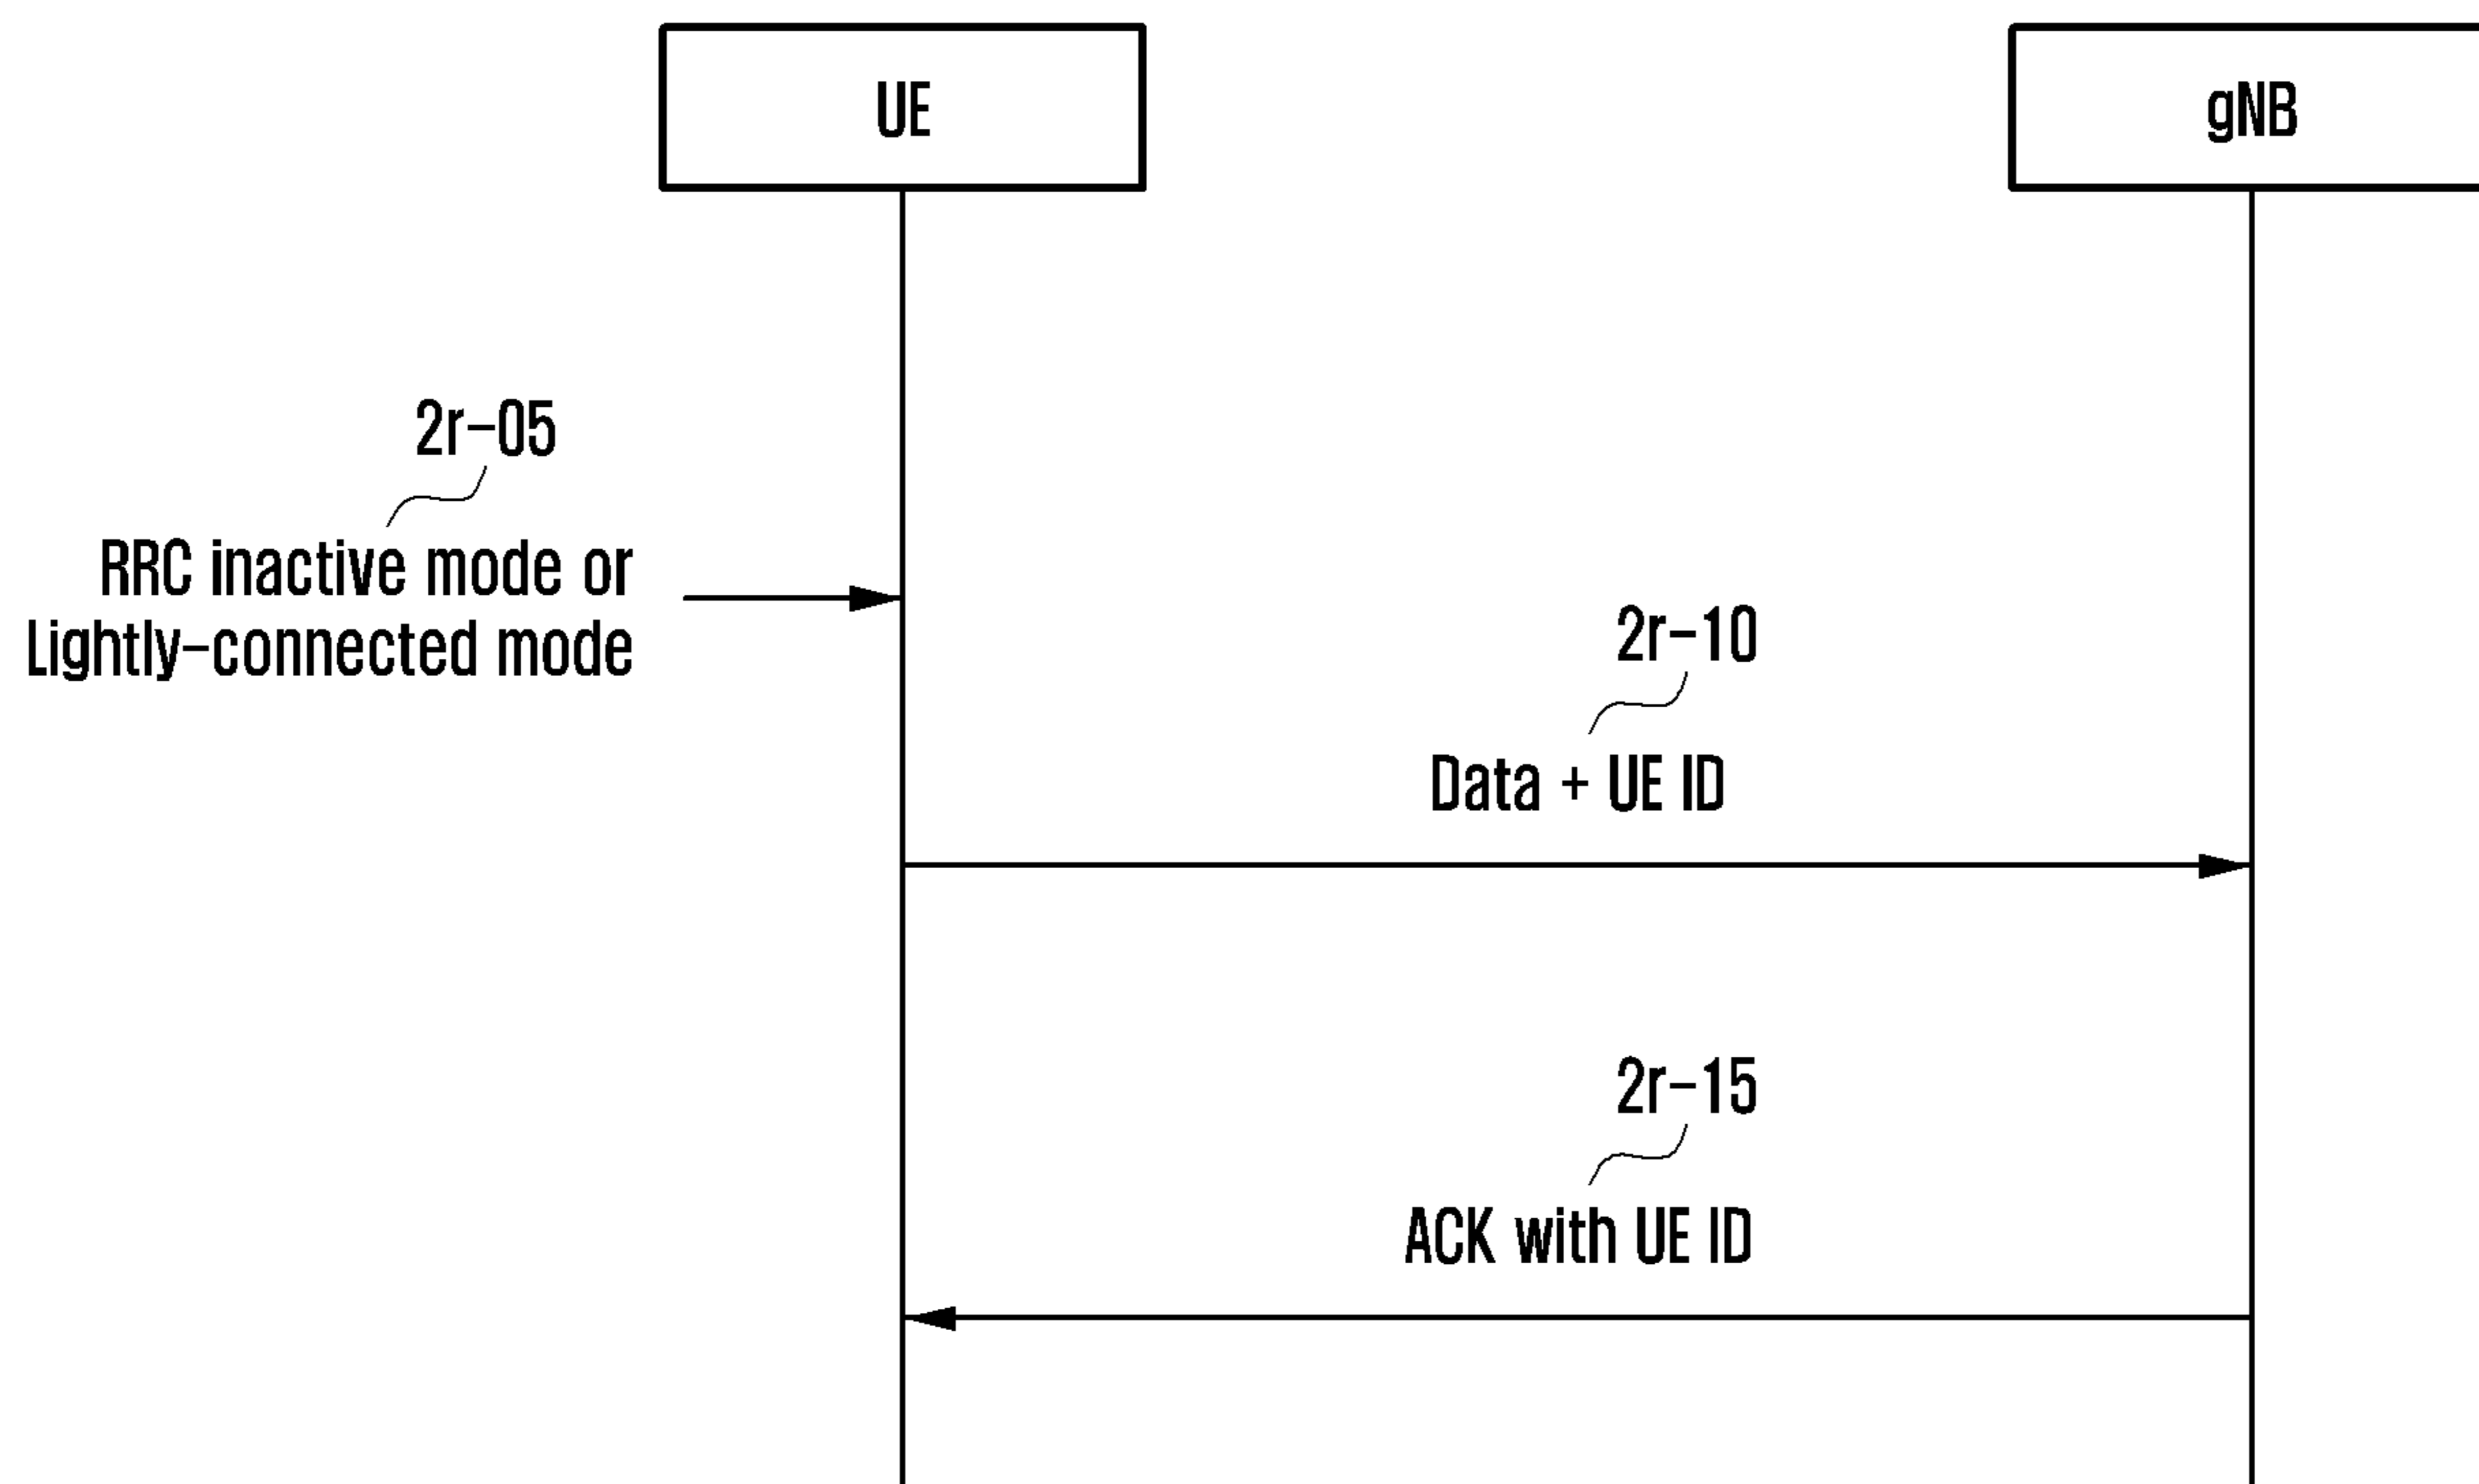 UE
gNB
2r-05
RRC inactive mode or
Lightly-connected mode
2r-10
Data + UE ID
2r-15
ACK with UE ID